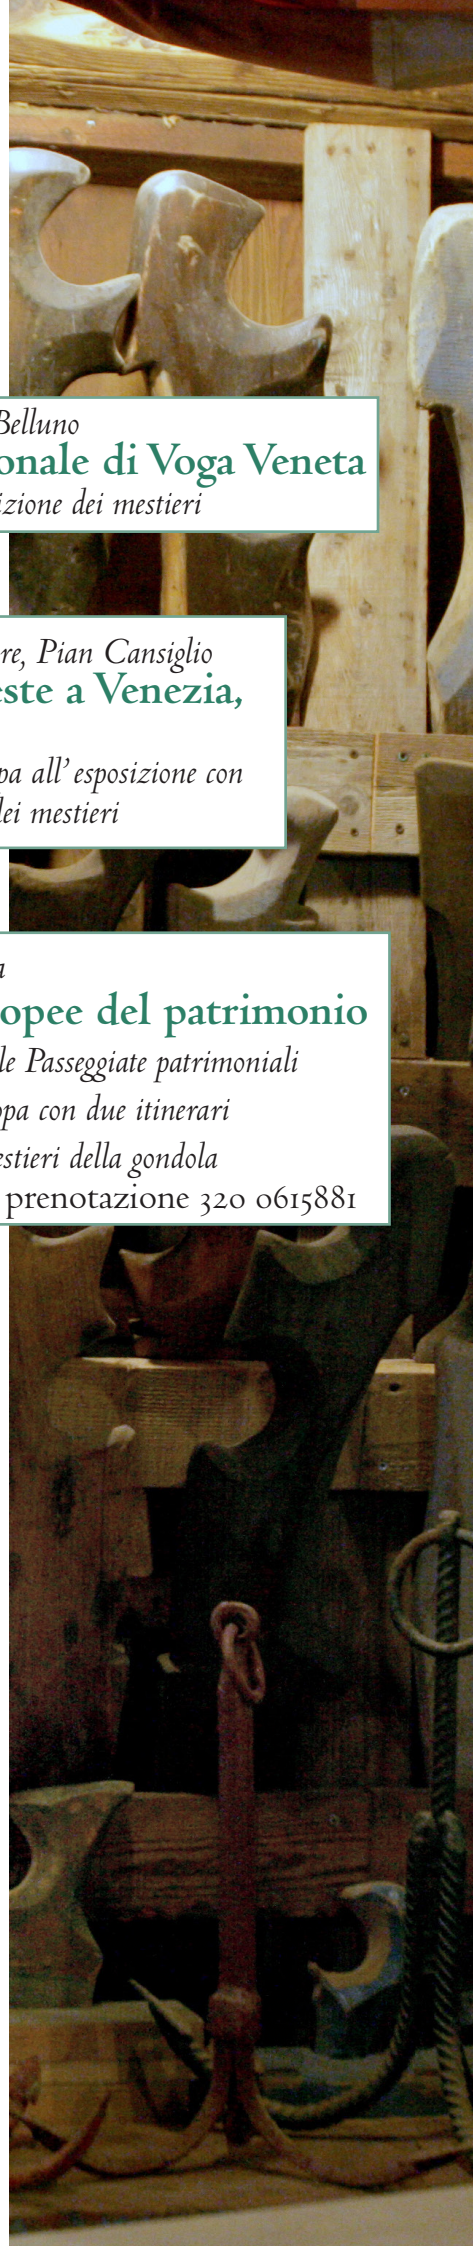 Belluno
onale di Voga Veneta
izione dei mestieri
re, Pian Cansiglio
este a Venezia,
pa all’esposizione con
dei mestieri
a
opee del patrimonio
le Passeggiate patrimoniali
opa con due itinerari
estieri della gondola
prenotazione 320 0615881